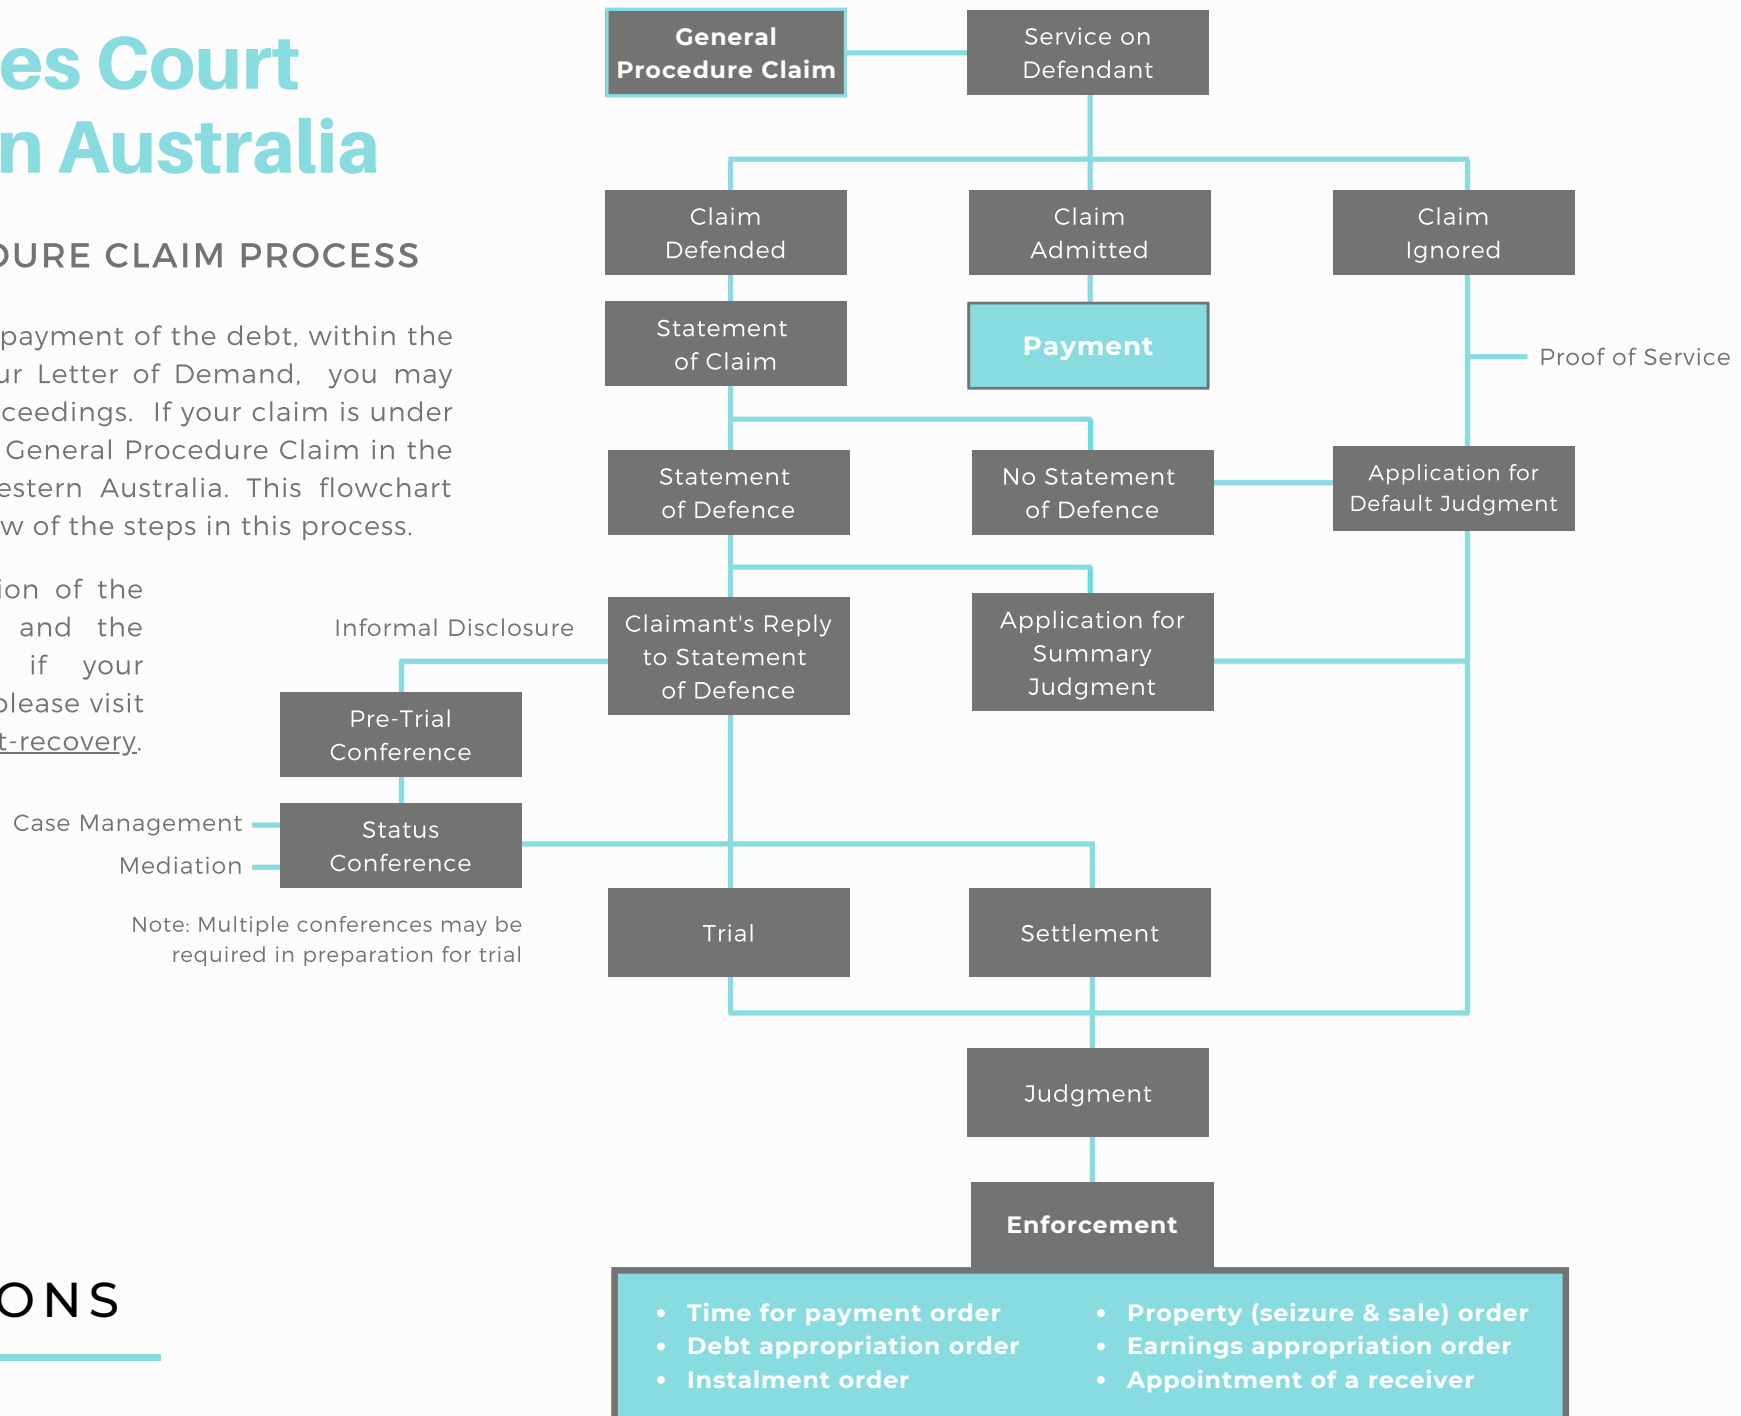 es Court
n Australia
DURE CLAIM PROCESS
payment of the debt, within the
ur Letter of Demand, you may
ceedings. If your claim is under
General Procedure Claim in the
estern Australia. This flowchart
w of the steps in this process.
ion of the
and the
if your
please visit
t-recovery.
General
Procedure Claim
Service on
Defendant
Claim
Defended
Claim
Admitted
Claim
Ignored
Statement
of Claim
Payment
Proof of Service
Statement
of Defence
No Statement
of Defence
Application for
Default Judgment
Informal Disclosure
Claimant's Reply
to Statement
of Defence
Application for
Summary
Judgment
Pre-Trial
Conference
Case Management
Mediation
Status
Conference
Note: Multiple conferences may be
required in preparation for trial
Trial
Settlement
Judgment
Enforcement
• Time for payment order
• Debt appropriation order
• Instalment order
• Property (seizure & sale) order
• Earnings appropriation order
• Appointment of a receiver
ONS